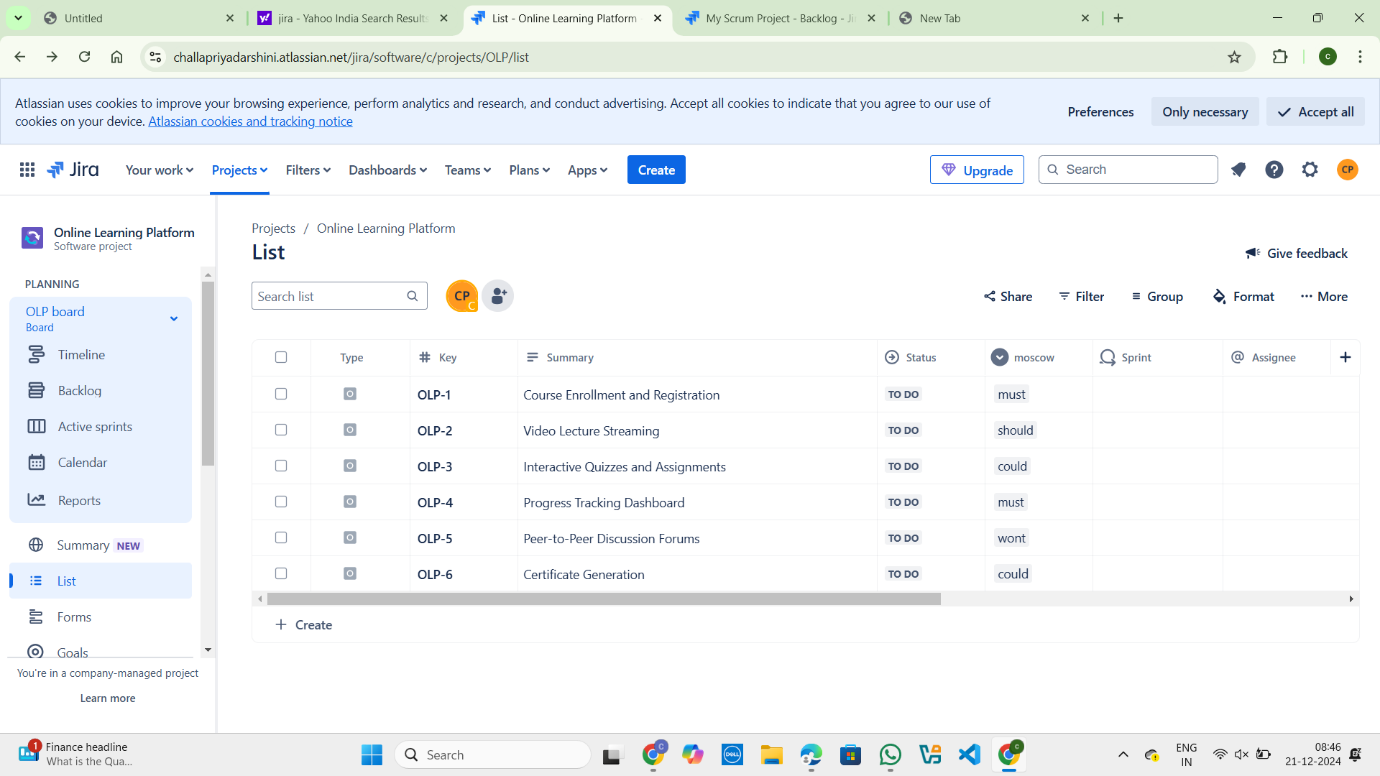 Untitled
jira - Yahoo India Search Results
List - Online Learning Platform
My Scrum Project - Backlog - Ji
New Tab
challapriyadarshini.atlassian.net/jira/software/c/projects/OLP/list
C
Atlassian uses cookies to improve your browsing experience, perform analytics and research, and conduct advertising. Accept all cookies to indicate that you agree to our use of
cookies on your device. Atlassian cookies and tracking notice
Preferences
Only necessary
Accept all
Jira
Your work
Projects
Filters
Dashboards
Teams
Plans
Apps
Create
Upgrade
Search
CP
Online Learning Platform
Software project
PLANNING
OLP board
Board
Timeline
Backlog
Active sprints
Calendar
Reports
Summary NEW
List
Forms
Goals
You're in a company-managed project
Learn more
Projects / Online Learning Platform
List
Give feedback
Search list
CP
C
Share
Filter
Group
Format
More
Type Key Summary Status moscow Sprint Assignee
OLP-1 Course Enrollment and Registration TO DO must
OLP-2 Video Lecture Streaming TO DO should
OLP-3 Interactive Quizzes and Assignments TO DO could
OLP-4 Progress Tracking Dashboard TO DO must
OLP-5 Peer-to-Peer Discussion Forums TO DO wont
OLP-6 Certificate Generation TO DO could
+ Create
1
Finance headline
What is the Qua...
Search
DELL
ENG
IN
08:46
21-12-2024